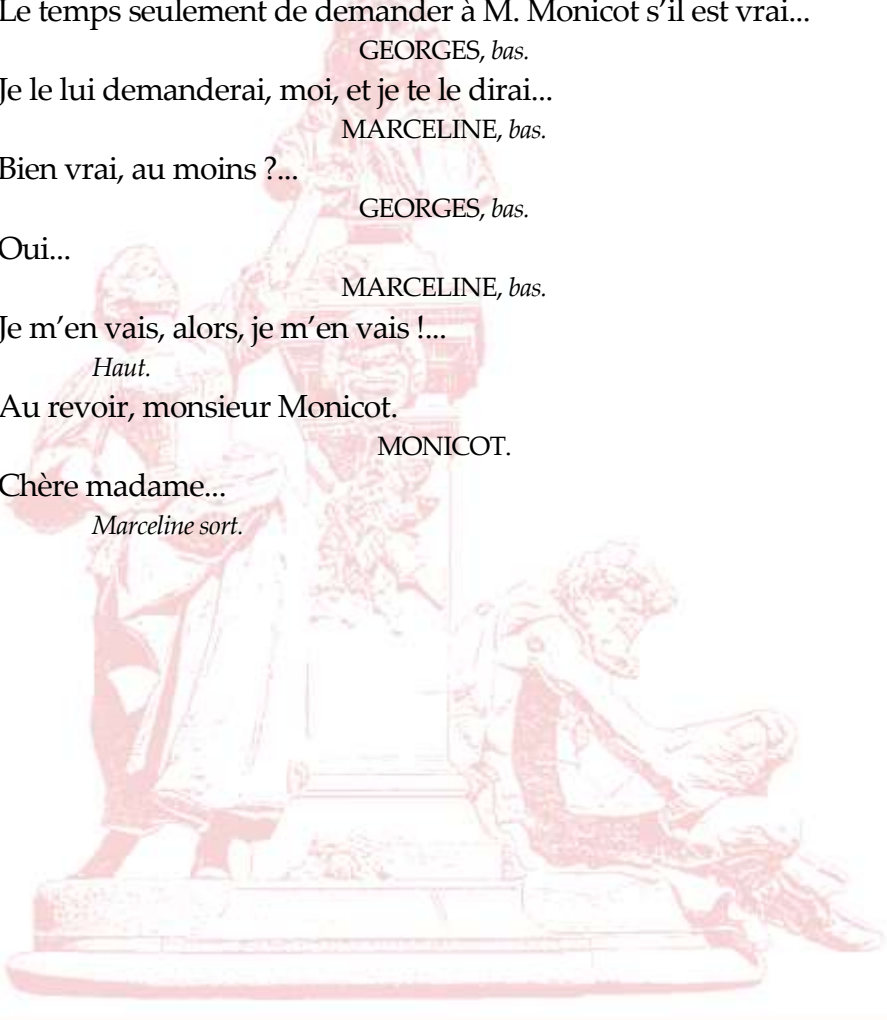 Le temps seulement de demander à M. Monicot s’il est vrai...
GEORGES, bas.
Je le lui demanderai, moi, et je te le dirai...
MARCELINE, bas.
Bien vrai, au moins ?...
GEORGES, bas.
Oui...
MARCELINE, bas.
Je m’en vais, alors, je m’en vais !...
Haut.
Au revoir, monsieur Monicot.
MONICOT.
Chère madame...
Marceline sort.